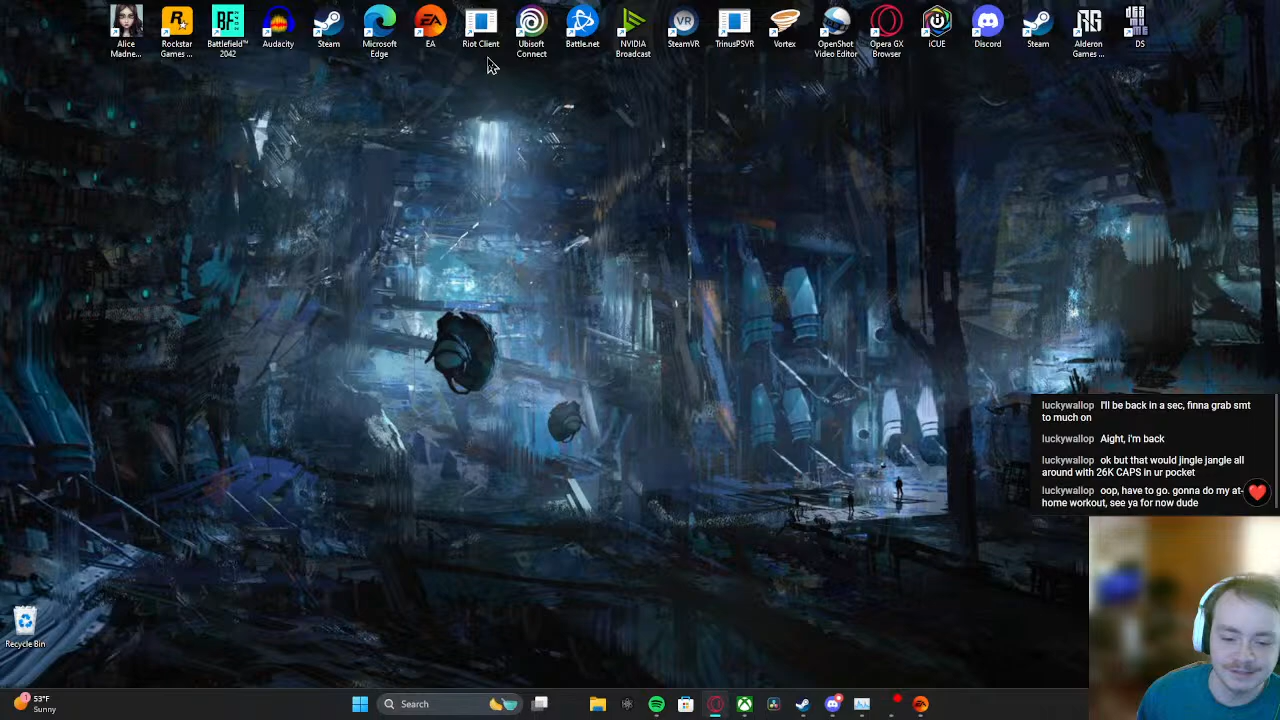 Alice
Madne...
Rockstar
Games ...
Battlefield™
2042
Audacity
Steam
Microsoft
Edge
EA
Riot Client
Ubisoft
Connect
Battle.net
NVIDIA
Broadcast
SteamVR
TrinusPSVR
Vortex
OpenShot
Video Editor
Opera GX
Browser
iCUE
Discord
Steam
Alderon
Games ...
DS
luckywallop I'll be back in a sec, finna grab smt
to much on
luckywallop Aight, i'm back
luckywallop ok but that would jingle jangle all
around with 26K CAPS in ur pocket
luckywallop oop, have to go. gonna do my at-
home workout, see ya for now dude
Recycle Bin
1
53°F
Sunny
Search